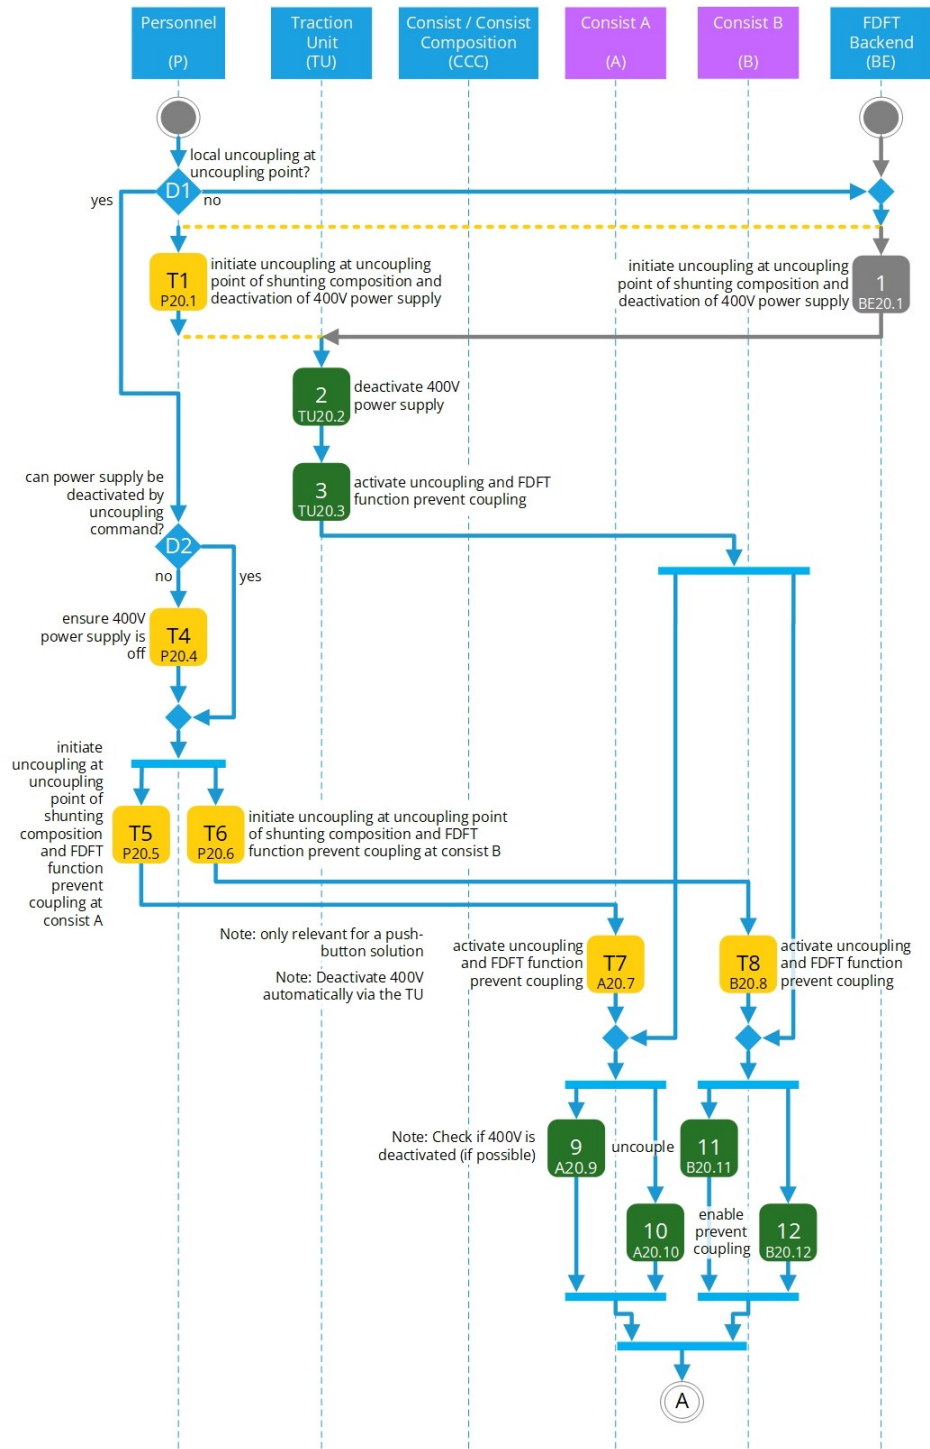 Personnel
(P)
Traction
Unit
(TU)
Consist / Consist
Composition
(CCC)
Consist A
(A)
Consist B
(B)
FDFT
Backend
(BE)
local uncoupling at
uncoupling point?
D1
yes
no
T1
P20.1
initiate uncoupling at uncoupling
point of shunting composition and
deactivation of 400V power supply
initiate uncoupling at uncoupling
point of shunting composition and
deactivation of 400V power supply
1
BE20.1
2
TU20.2
deactivate 400V
power supply
3
TU20.3
activate uncoupling and FDFT
function prevent coupling
can power supply be
deactivated by
uncoupling
command?
D2
no
yes
ensure 400V
power supply is
off
T4
P20.4
initiate
uncoupling at
uncoupling
point of
shunting
composition
and FDFT
function
prevent
coupling at
consist A
T5
P20.5
T6
P20.6
initiate uncoupling at uncoupling point
of shunting composition and FDFT
function prevent coupling at consist B
Note: only relevant for a push-
button solution
Note: Deactivate 400V
automatically via the TU
activate uncoupling
and FDFT function
prevent coupling
T7
A20.7
T8
B20.8
activate uncoupling
and FDFT function
prevent coupling
Note: Check if 400V is
deactivated (if possible)
9
A20.9
uncouple
11
B20.11
10
A20.10
enable
prevent
coupling
12
B20.12
A